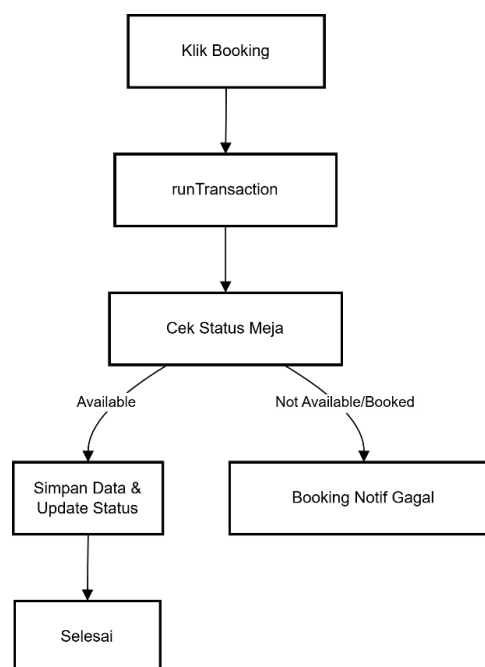 Klik Booking
runTransaction
Cek Status Meja
Available
Not Available/Booked
Simpan Data &
Update Status
Booking Notif Gagal
Selesai